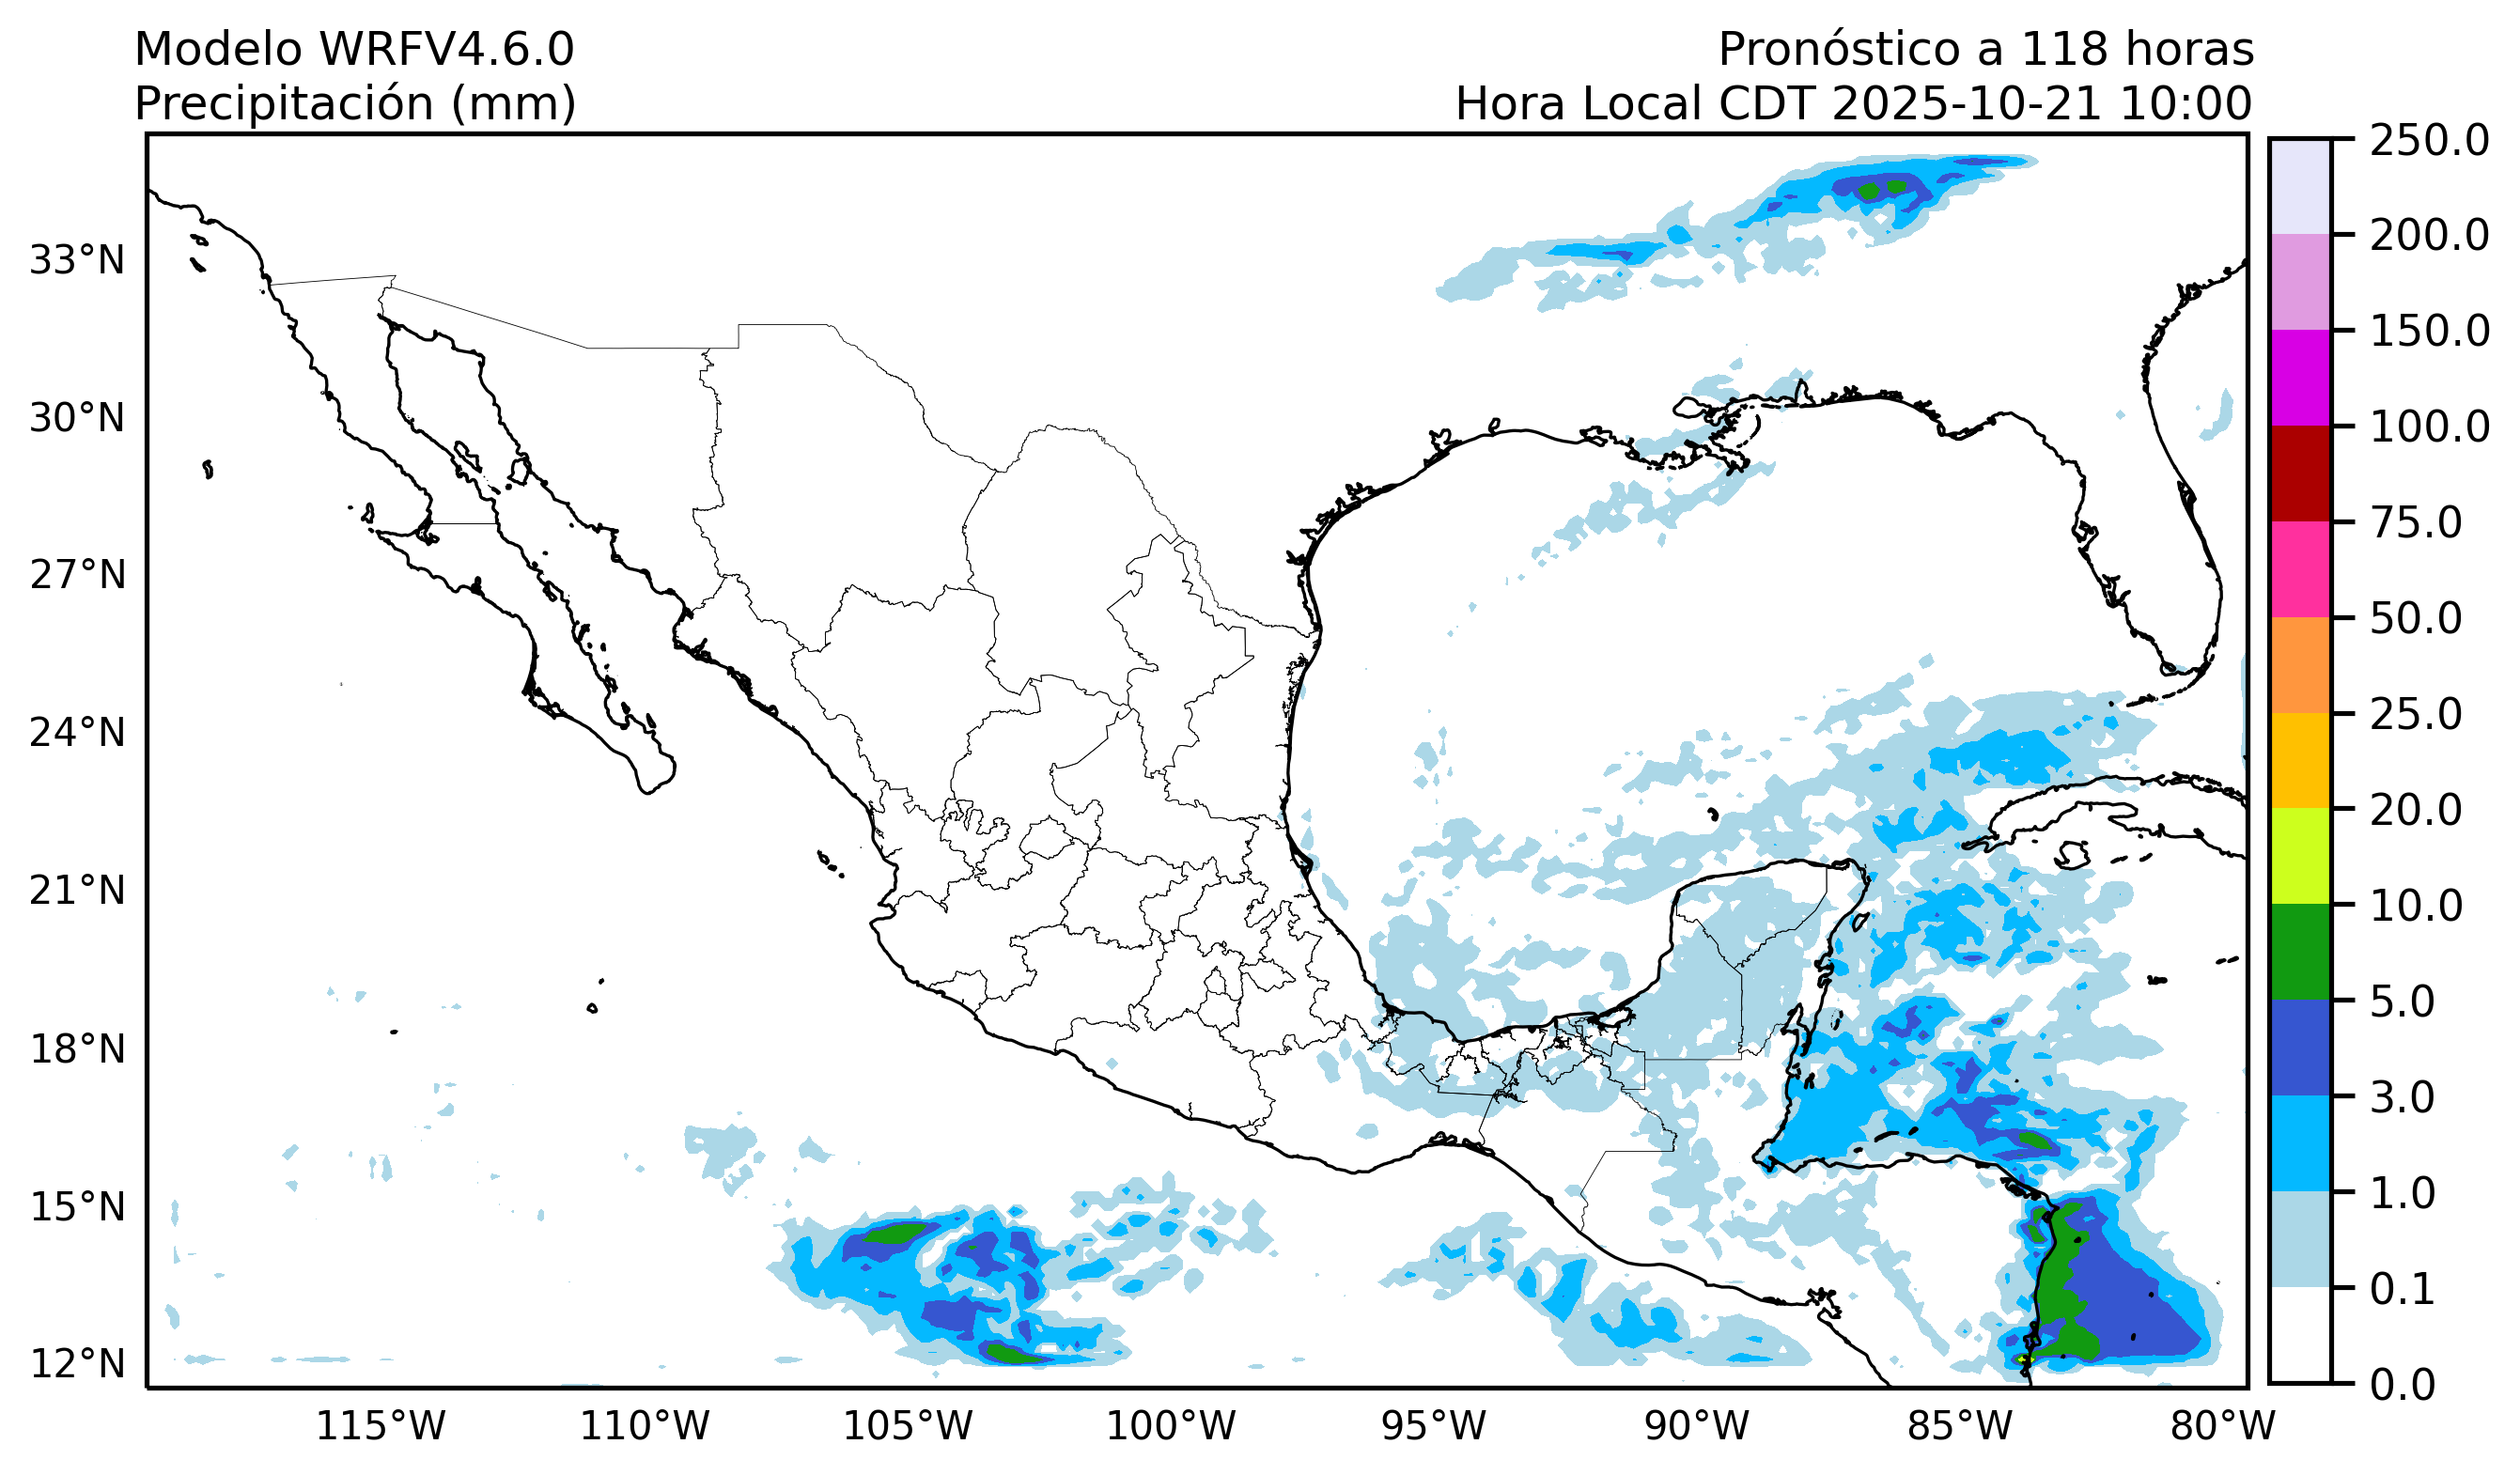 Modelo WRFV4.6.0
Pronóstico a 118 horas
Precipitación (mm)
Hora Local CDT 2025-10-21 10:00
33°N
30°N
27°N
24°N
21°N
18°N
15°N
12°N
115°W
110°W
105°W
100°W
95°W
90°W
85°W
80°W
250.0
200.0
150.0
100.0
75.0
50.0
25.0
20.0
10.0
5.0
3.0
1.0
0.1
0.0